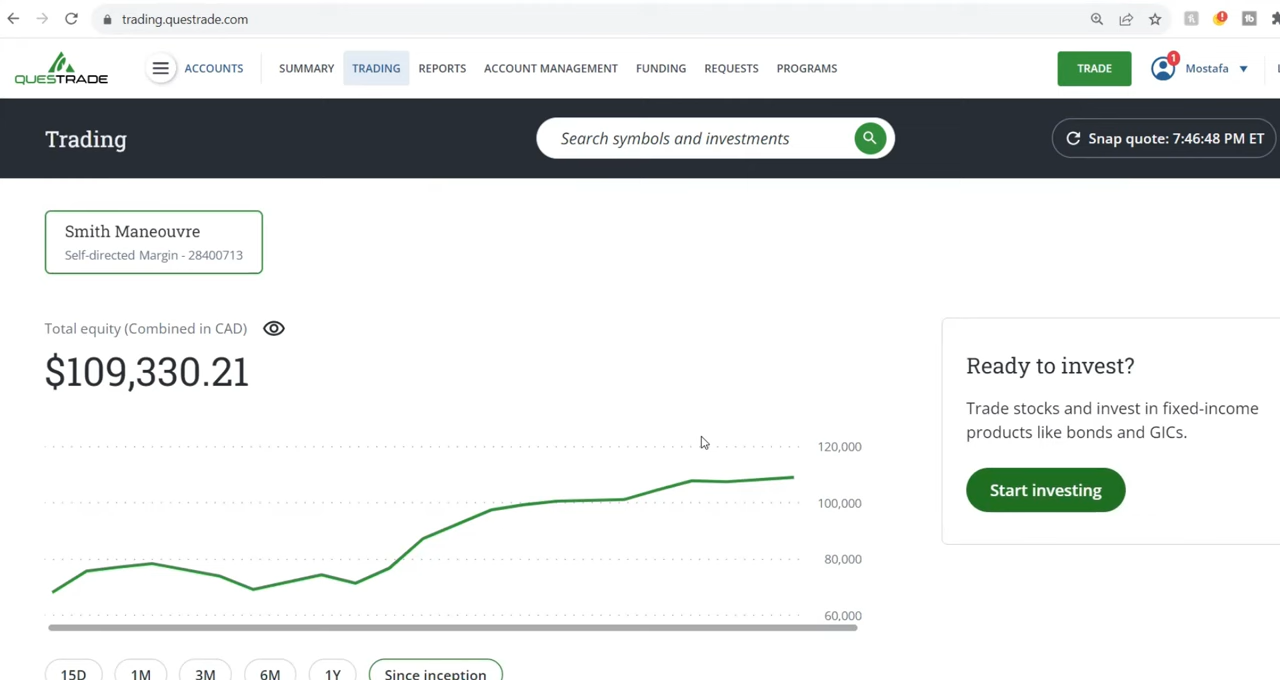 trading.questrade.com
QUESTRADE
ACCOUNTS
SUMMARY
TRADING
REPORTS
ACCOUNT MANAGEMENT
FUNDING
REQUESTS
PROGRAMS
TRADE
1
Mostafa
Trading
Search symbols and investments
Snap quote: 7:46:48 PM ET
Smith Maneouvre
Self-directed Margin - 28400713
Total equity (Combined in CAD)
$109,330.21
Ready to invest?
Trade stocks and invest in fixed-income
products like bonds and GICs.
Start investing
120,000
100,000
80,000
60,000
15D
1M
3M
6M
1Y
Since inception